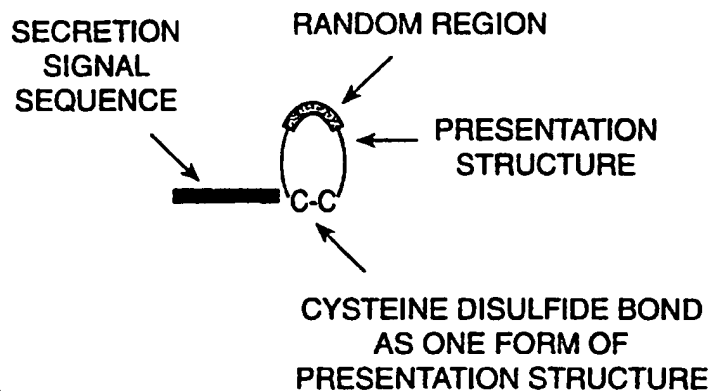 SECRETION
SIGNAL
SEQUENCE
RANDOM REGION
PRESENTATION
STRUCTURE
C-C
CYSTEINE DISULFIDE BOND
AS ONE FORM OF
PRESENTATION STRUCTURE